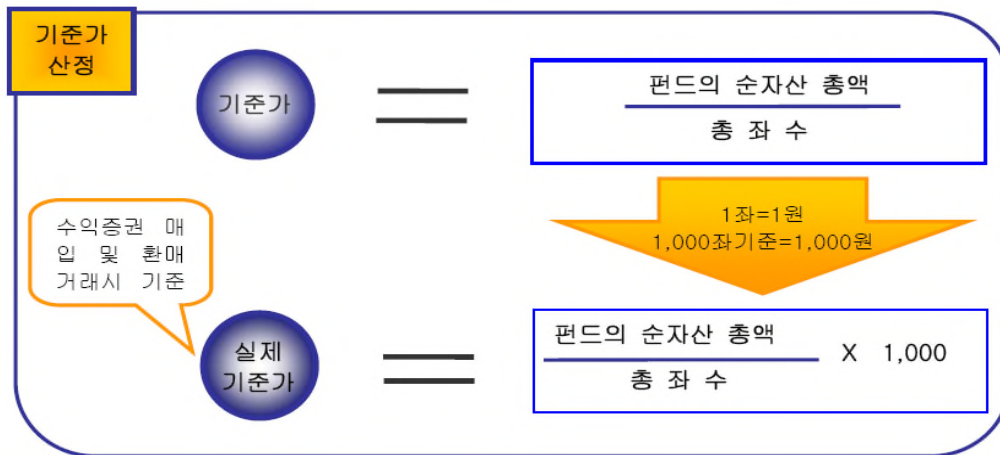 기준가
산정
기준가
펀드의 순자산 총액
총 좌 수
1좌=1원
1,000좌기준=1,000원
수익증권 매
입 및 환매
거래시 기준
실제
기준가
펀드의 순자산 총액
총 좌 수
X 1,000